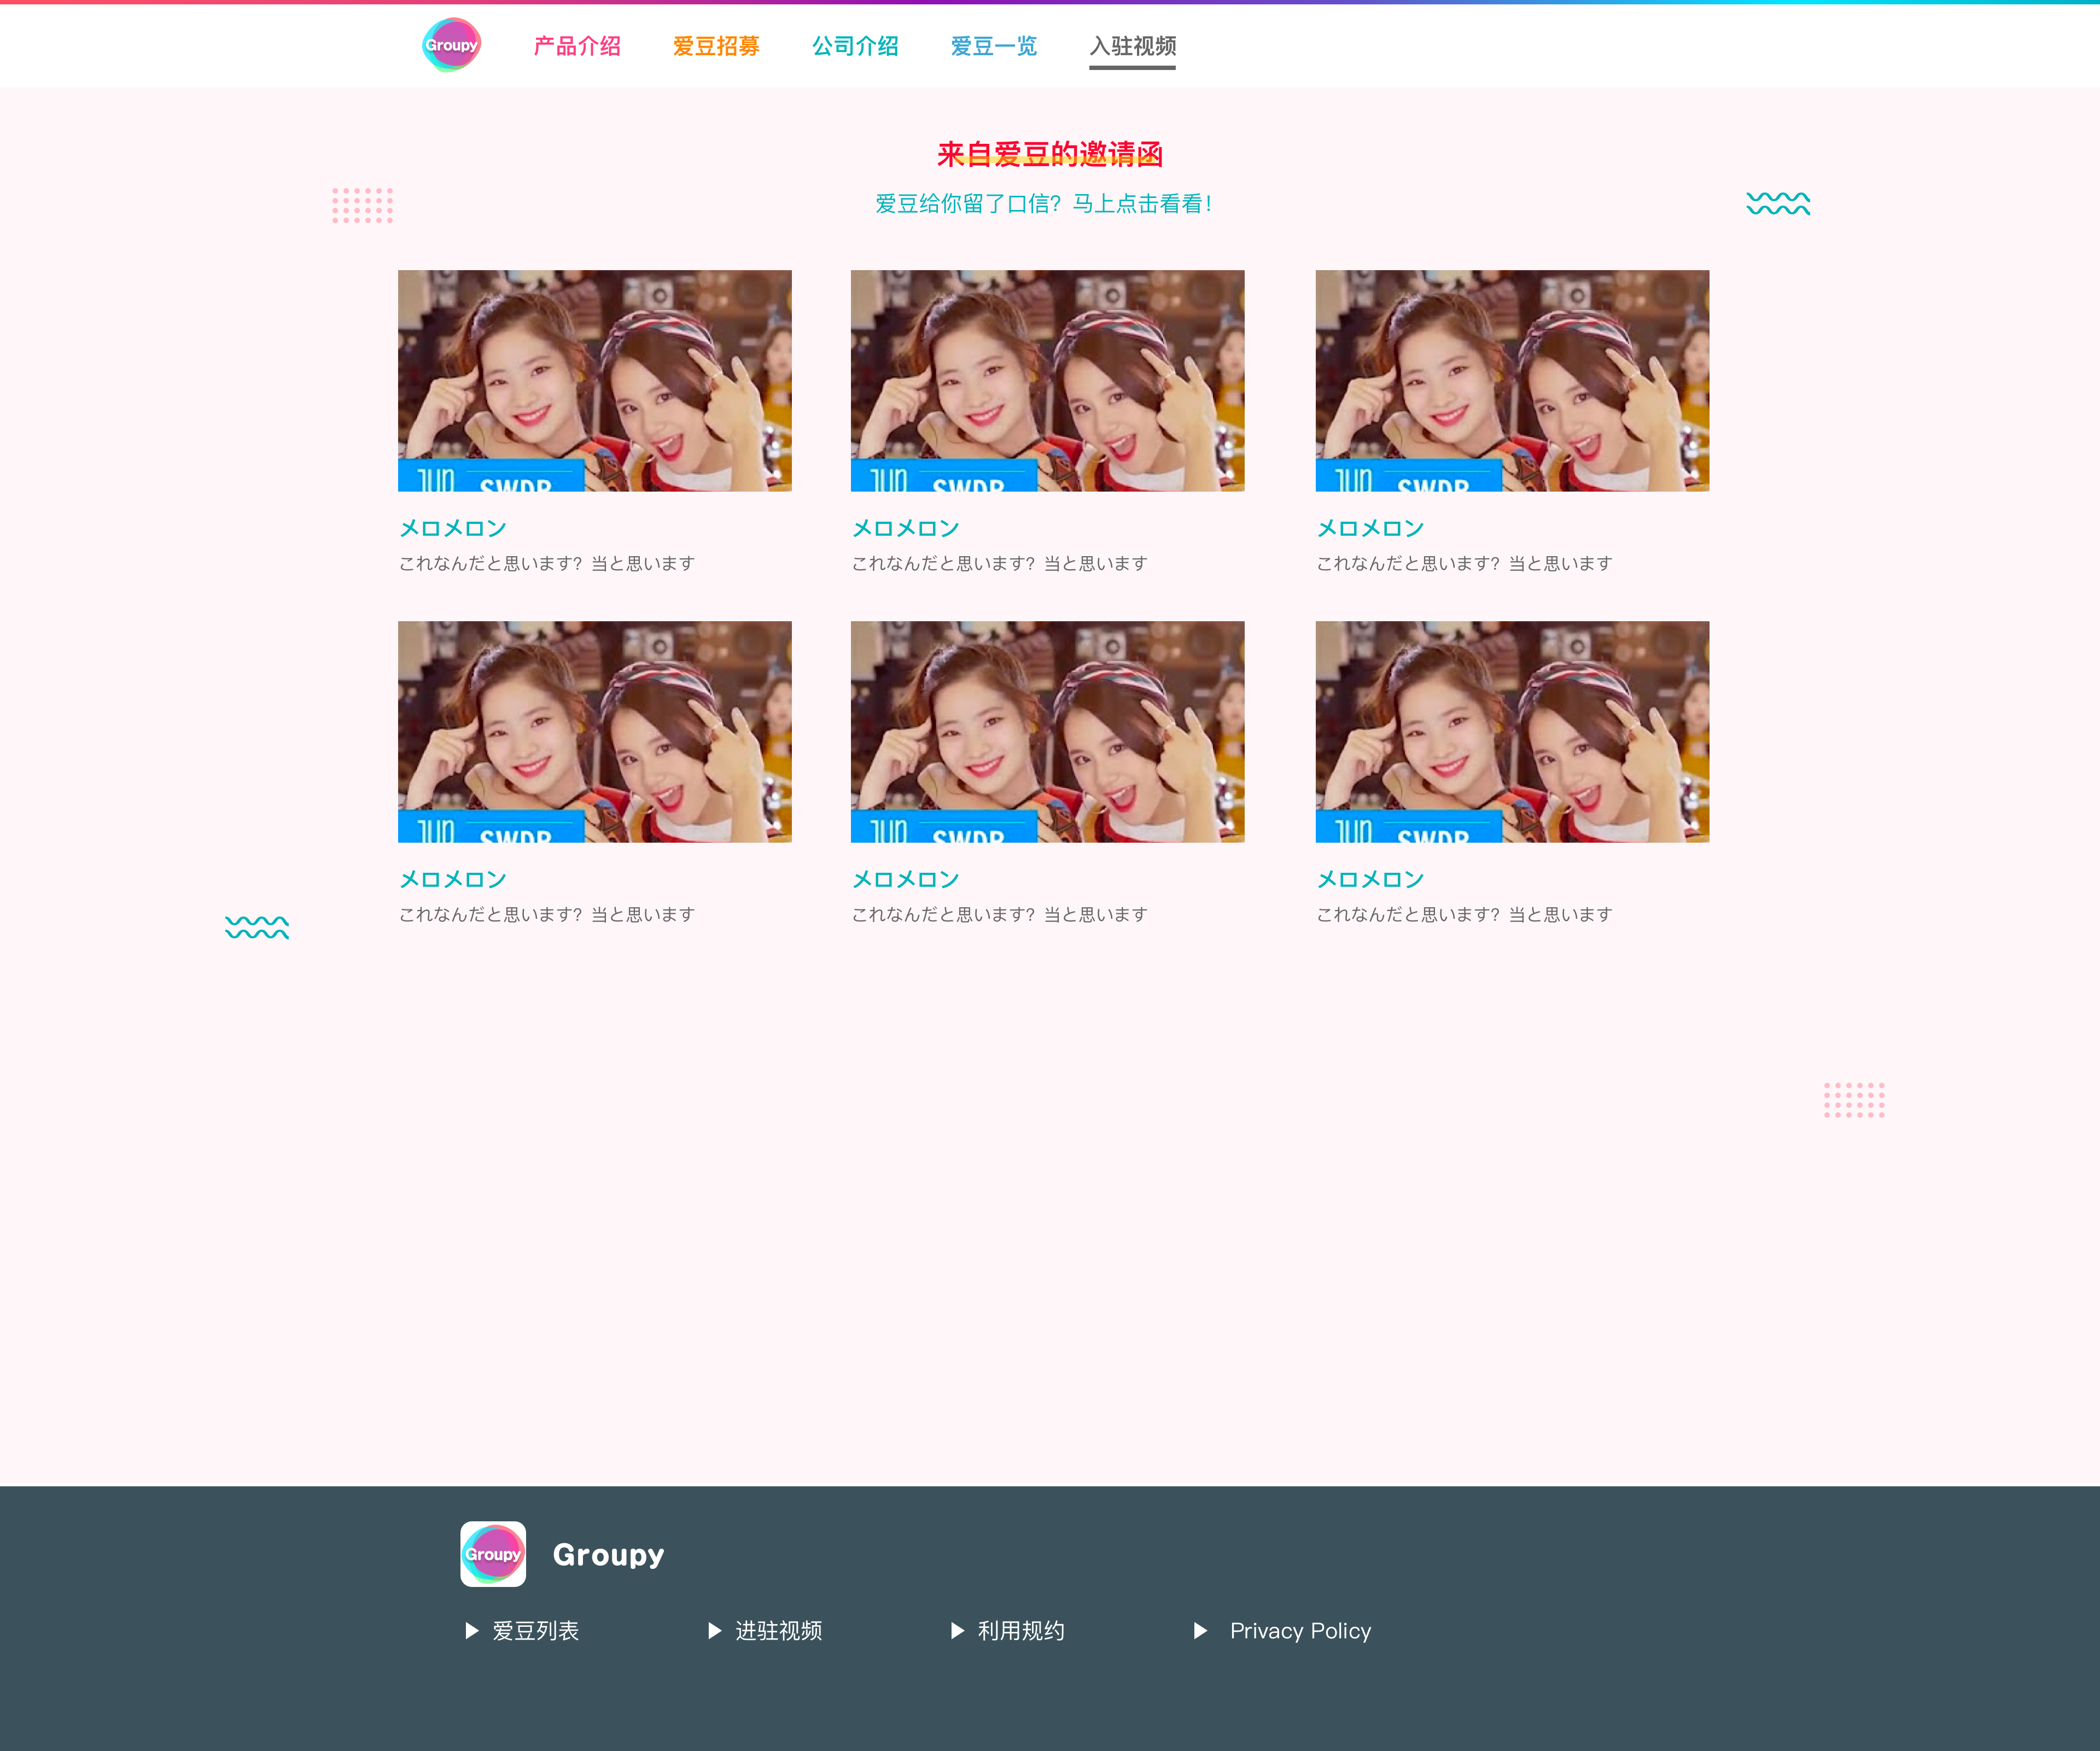 Groupy 产品介绍 爱豆招募 公司介绍 爱豆一览 入驻视频
来自爱豆的邀请函
爱豆给你留了口信？马上点击看看！
SWDP SWDP SWDP
メロメロン メロメロン メロメロン
これなんだと思います？当と思います これなんだと思います？当と思います これなんだと思います？当と思います
SWDP SWDP SWDP
メロメロン メロメロン メロメロン
これなんだと思います？当と思います これなんだと思います？当と思います これなんだと思います？当と思います
Groupy Groupy
爱豆列表 进驻视频 利用规约 Privacy Policy